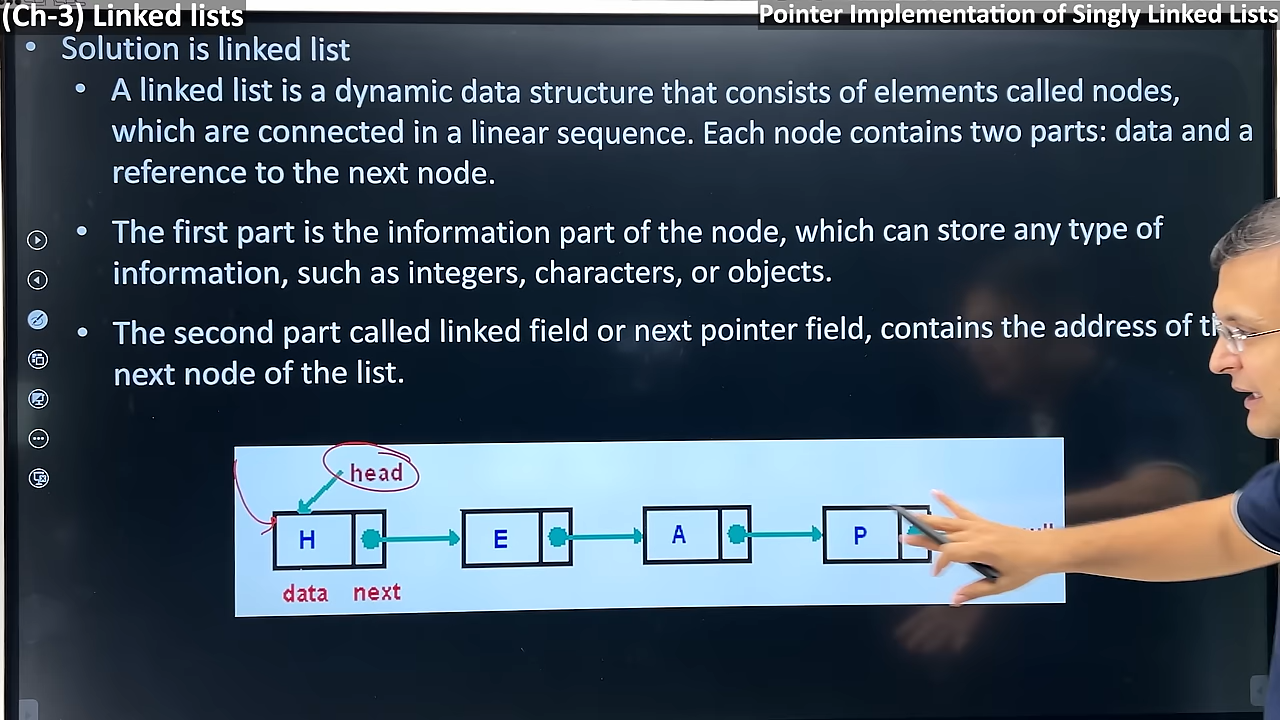 (Ch-3) Linked lists
Pointer Implementation of Singly Linked Lists
• Solution is linked list
• A linked list is a dynamic data structure that consists of elements called nodes,
which are connected in a linear sequence. Each node contains two parts: data and a
reference to the next node.
• The first part is the information part of the node, which can store any type of
information, such as integers, characters, or objects.
• The second part called linked field or next pointer field, contains the address of
next node of the list.
head
H E A P
data next